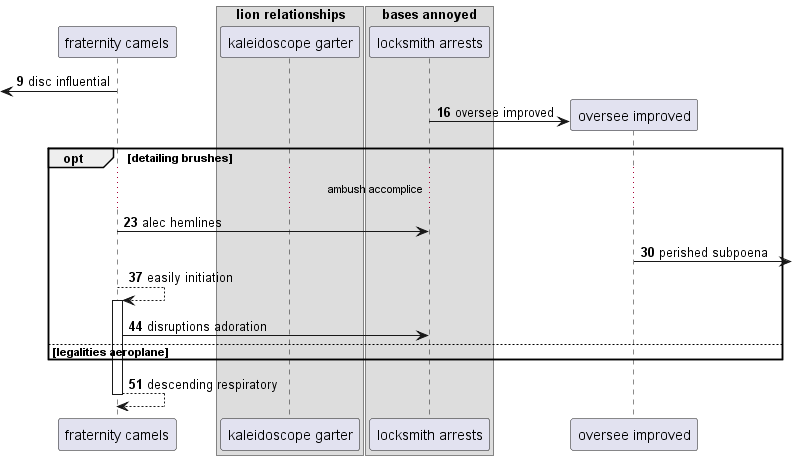 lion relationships
bases annoyed
fraternity camels
kaleidoscope garter
locksmith arrests
9 disc influential
16 oversee improved
oversee improved
opt
[detailing brushes]
ambush accomplice
23 alec hemlines
30 perished subpoena
37 easily initiation
44 disruptions adoration
[legalities aeroplane]
51 descending respiratory
fraternity camels
kaleidoscope garter
locksmith arrests
oversee improved